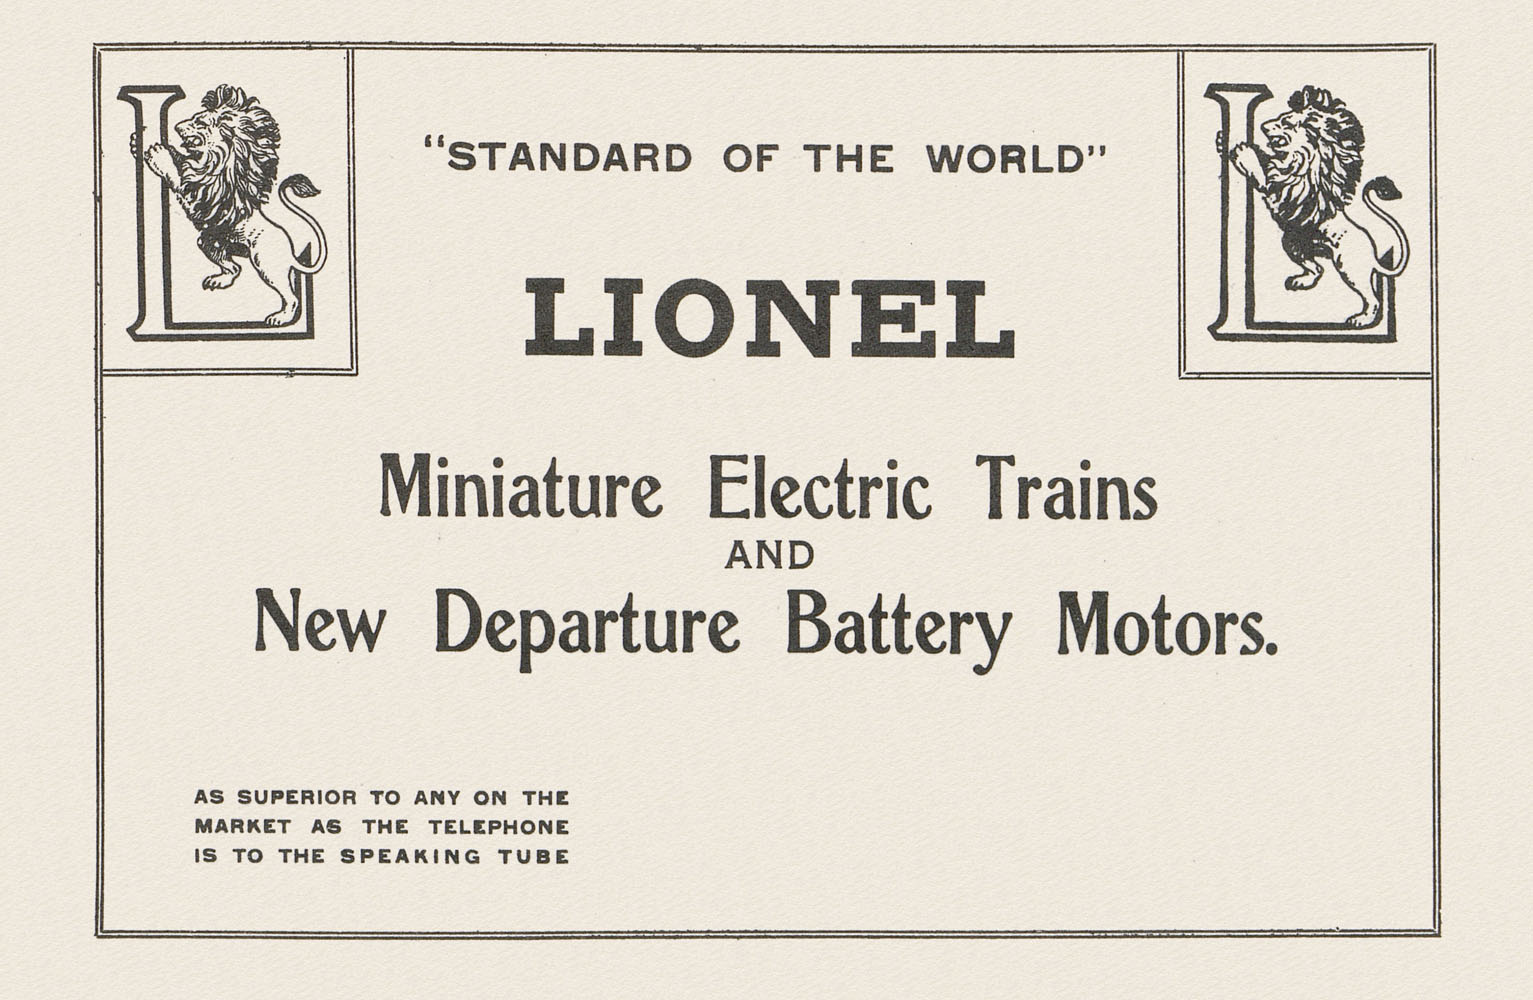 L L
“STANDARD OF THE WORLD”
LIONEL
Miniature Electric Trains
AND
New Departure Battery Motors.
AS SUPERIOR TO ANY ON THE
MARKET AS THE TELEPHONE
IS TO THE SPEAKING TUBE